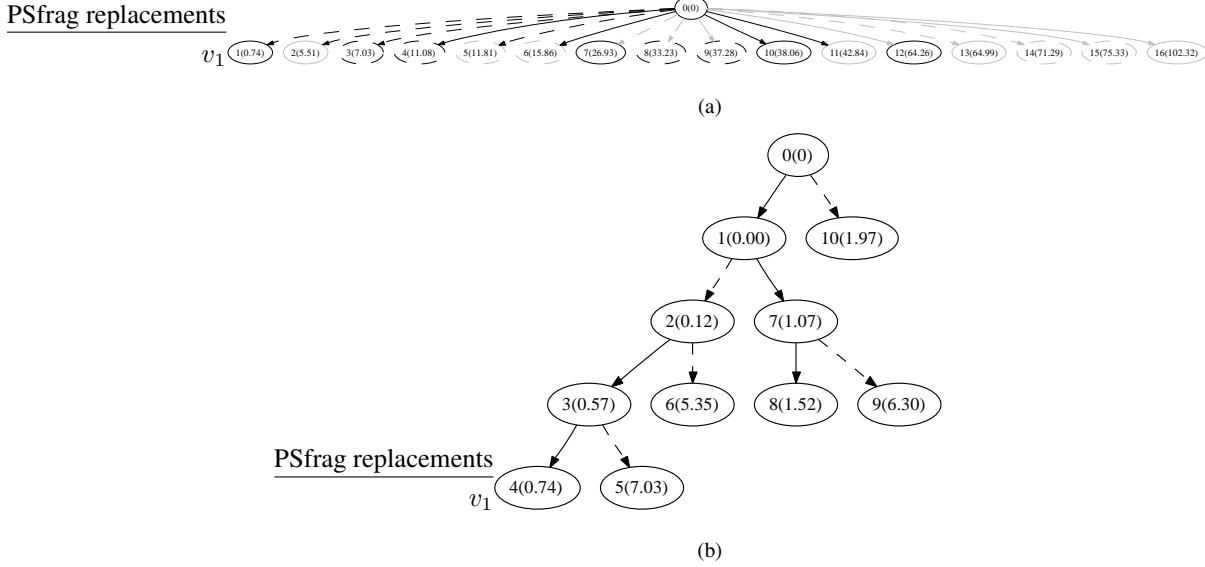 0(0)
PSfrag replacements
v₁
1(0.74) 2(5.51) 3(7.03) 4(11.08) 5(11.81) 6(15.86) 7(26.93) 8(33.23) 9(37.28) 10(38.06) 11(42.84) 12(64.26) 13(64.99) 14(71.29) 15(75.33) 16(102.32)
(a)
0(0)
1(0.00) 10(1.97)
2(0.12) 7(1.07)
3(0.57) 6(5.35) 8(1.52) 9(6.30)
PSfrag replacements
4(0.74) 5(7.03)
v₁
(b)